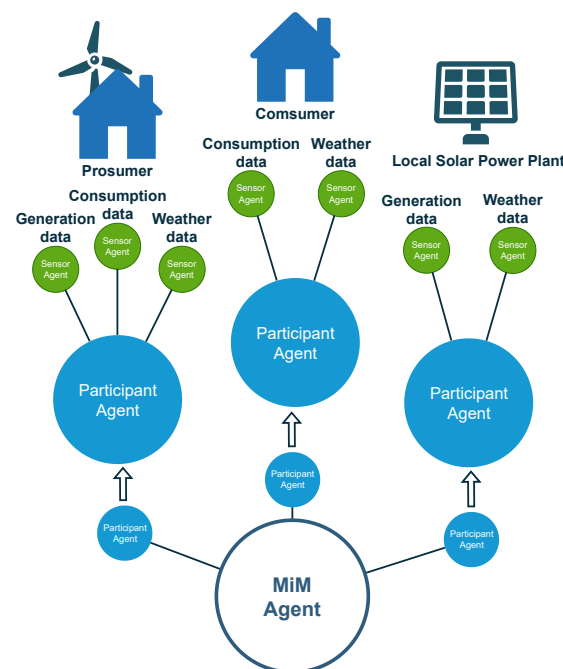 Comsumer
Prosumer
Local Solar Power Plant
Consumption
data
Weather
data
Generation
data
Consumption
data
Weather
data
Generation
data
Weather
data
Sensor
Agent
Sensor
Agent
Sensor
Agent
Sensor
Agent
Sensor
Agent
Sensor
Agent
Sensor
Agent
Participant
Agent
Participant
Agent
Participant
Agent
Participant
Agent
Participant
Agent
Participant
Agent
MiM
Agent